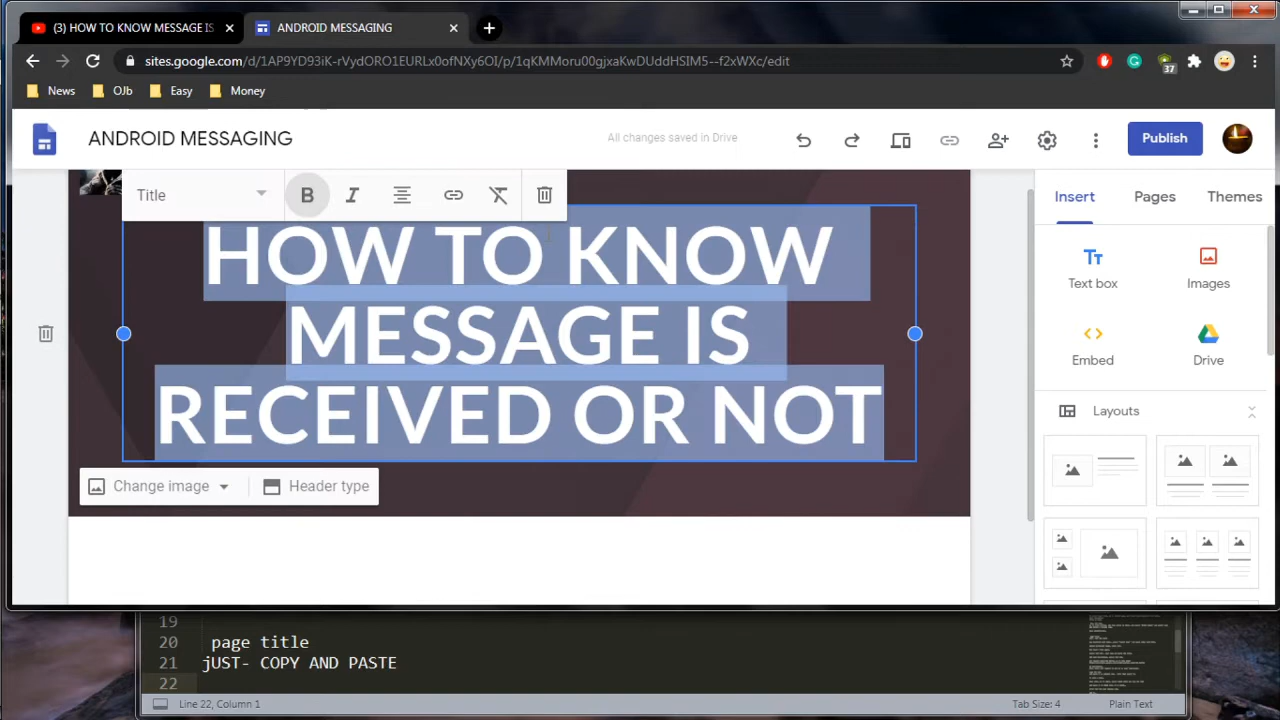 (3) HOW TO KNOW MESSAGE IS
ANDROID MESSAGING
sites.google.com/d/1AP9YD93iK-rVydORO1EURLx0ofNXy6OI/p/1qKMMoru00gjxaKwDUddHSIM5--f2xWXc/edit
37
News
OJb
Easy
Money
ANDROID MESSAGING
All changes saved in Drive
Publish
Title
B
I
Insert
Pages
Themes
HOW TO KNOW
MESSAGE IS
RECEIVED OR NOT
Tt
Text box
Images
Embed
Drive
Layouts
Change image
Header type
19
20 page title
21 jUST- COPY AND PASTE
22
Line 22, Column 1
Tab Size: 4
Plain Text